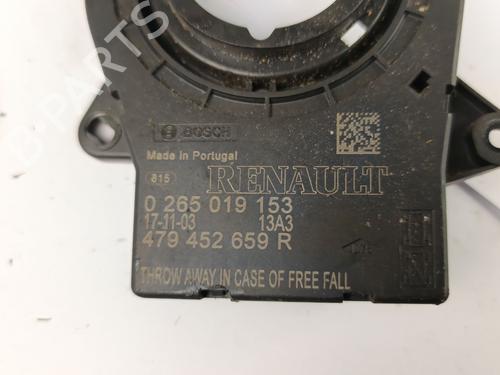 BOSCH
Made in Portugal
615
RENAULT
0 265 019 153
17-11-03 13A3
479 452 659 R
THROW AWAY IN CASE OF FREE FALL
PARTS